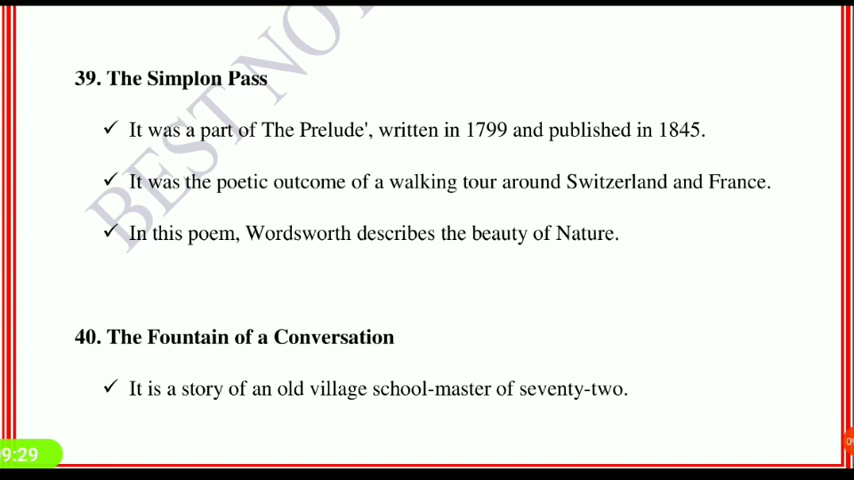 BEST NO
39. The Simplon Pass
✓ It was a part of The Prelude', written in 1799 and published in 1845.
✓ It was the poetic outcome of a walking tour around Switzerland and France.
✓ In this poem, Wordsworth describes the beauty of Nature.
40. The Fountain of a Conversation
✓ It is a story of an old village school-master of seventy-two.
9:29